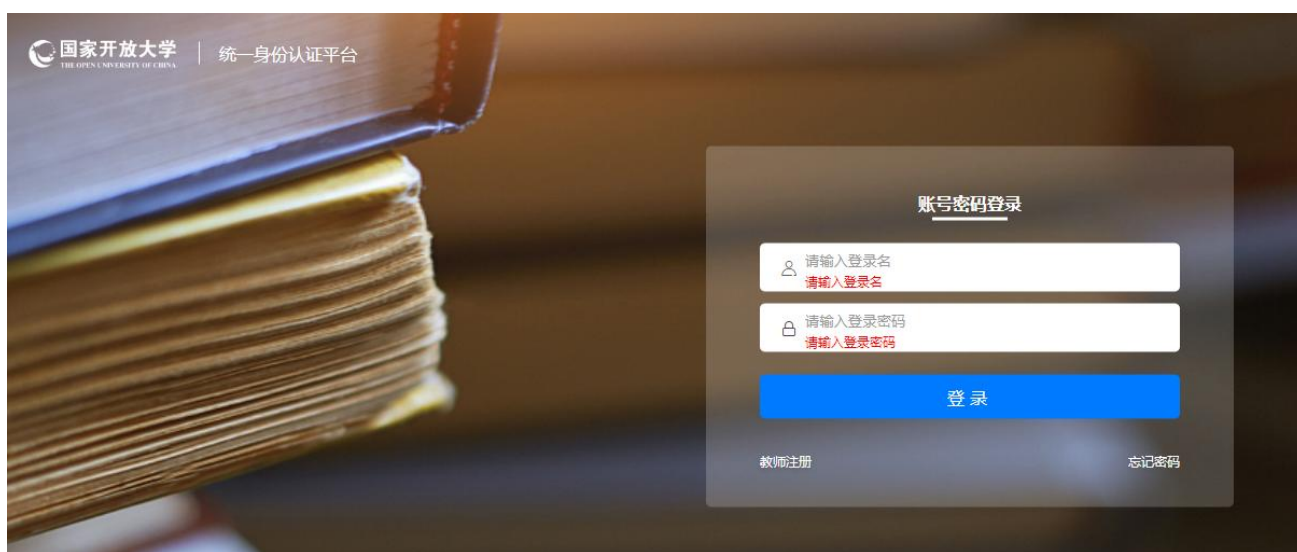 国家开放大学
THE OPEN UNIVERSITY OF CHINA
统一身份认证平台
账号密码登录
请输入登录名
请输入登录名
请输入登录密码
请输入登录密码
登 录
教师注册
忘记密码